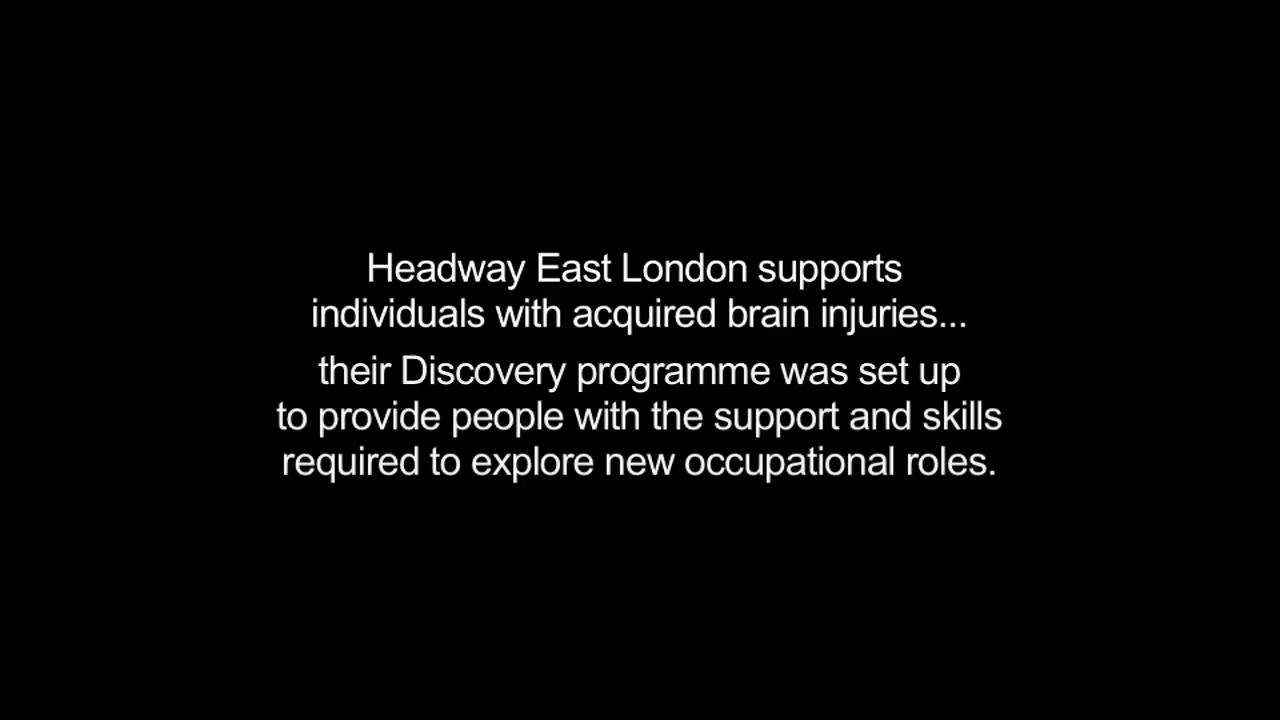 Headway East London supports
individuals with acquired brain injuries...
their Discovery programme was set up
to provide people with the support and skills
required to explore new occupational roles.